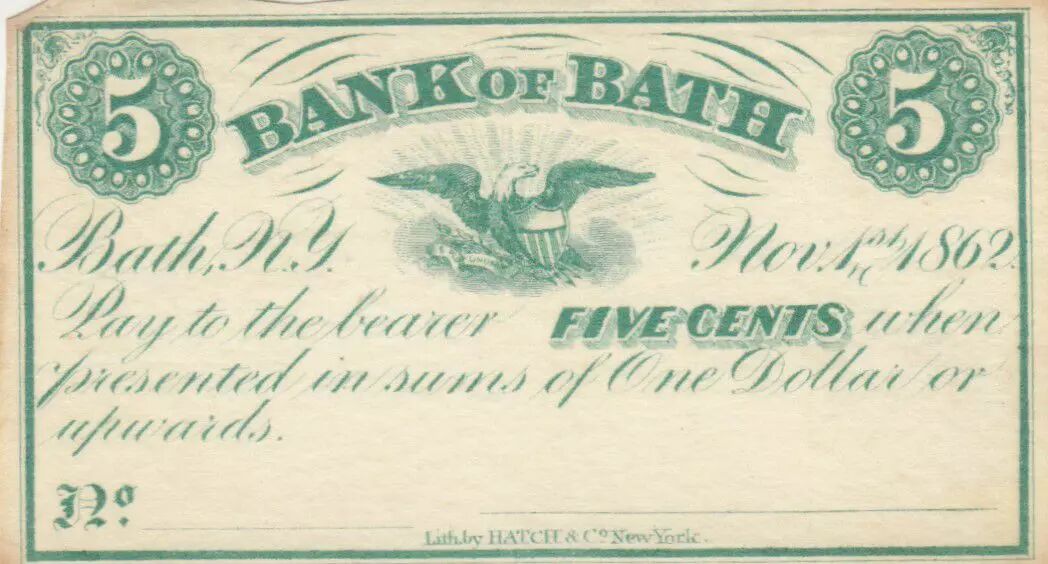 5 BANK OF BATH 5
Bath, N.Y. Nov. 1st 1862.
Pay to the bearer FIVE CENTS when
presented in sums of One Dollar or
upwards.
No.
Lith. by HATCH & Co. New York.